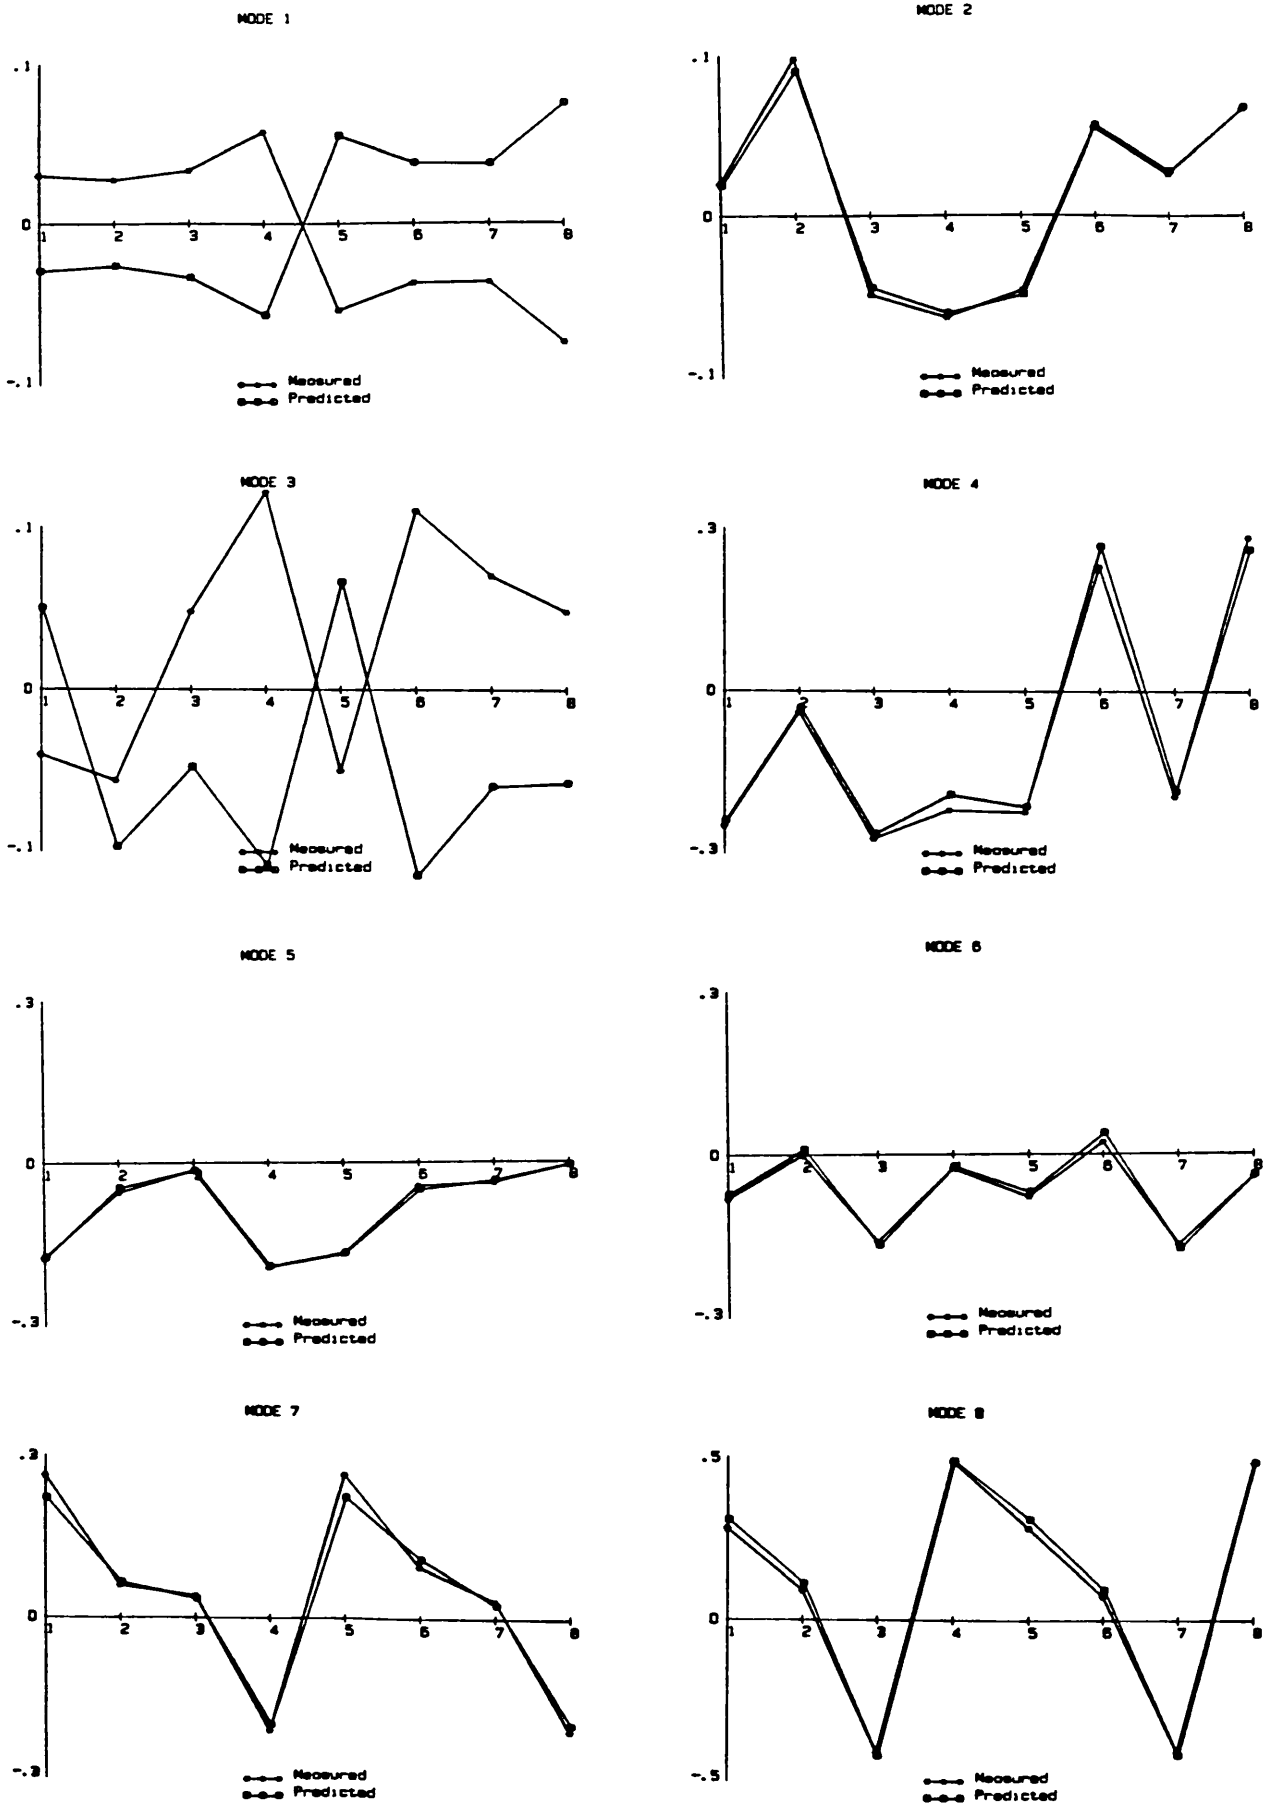 MODE 1
.1
0
1 2 3 4 5 6 7 8
-.1
Measured
Predicted
MODE 2
.1
0
1 2 3 4 5 6 7 8
-.1
Measured
Predicted
MODE 3
.1
0
1 2 3 4 5 6 7 8
-.1
Measured
Predicted
MODE 4
.3
0
1 2 3 4 5 6 7 8
-.3
Measured
Predicted
MODE 5
.3
0
1 2 3 4 5 6 7 8
-.3
Measured
Predicted
MODE 6
.3
0
1 2 3 4 5 6 7 8
-.3
Measured
Predicted
MODE 7
.3
0
1 2 3 4 5 6 7 8
-.3
Measured
Predicted
MODE 8
.5
0
1 2 3 4 5 6 7 8
-.5
Measured
Predicted